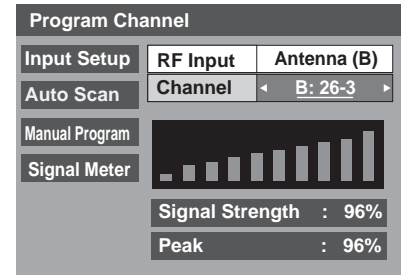 Program Channel
Input Setup
RF Input
Antenna (B)
Auto Scan
Channel
B: 26-3
Manual Program
Signal Meter
Signal Strength : 96%
Peak : 96%